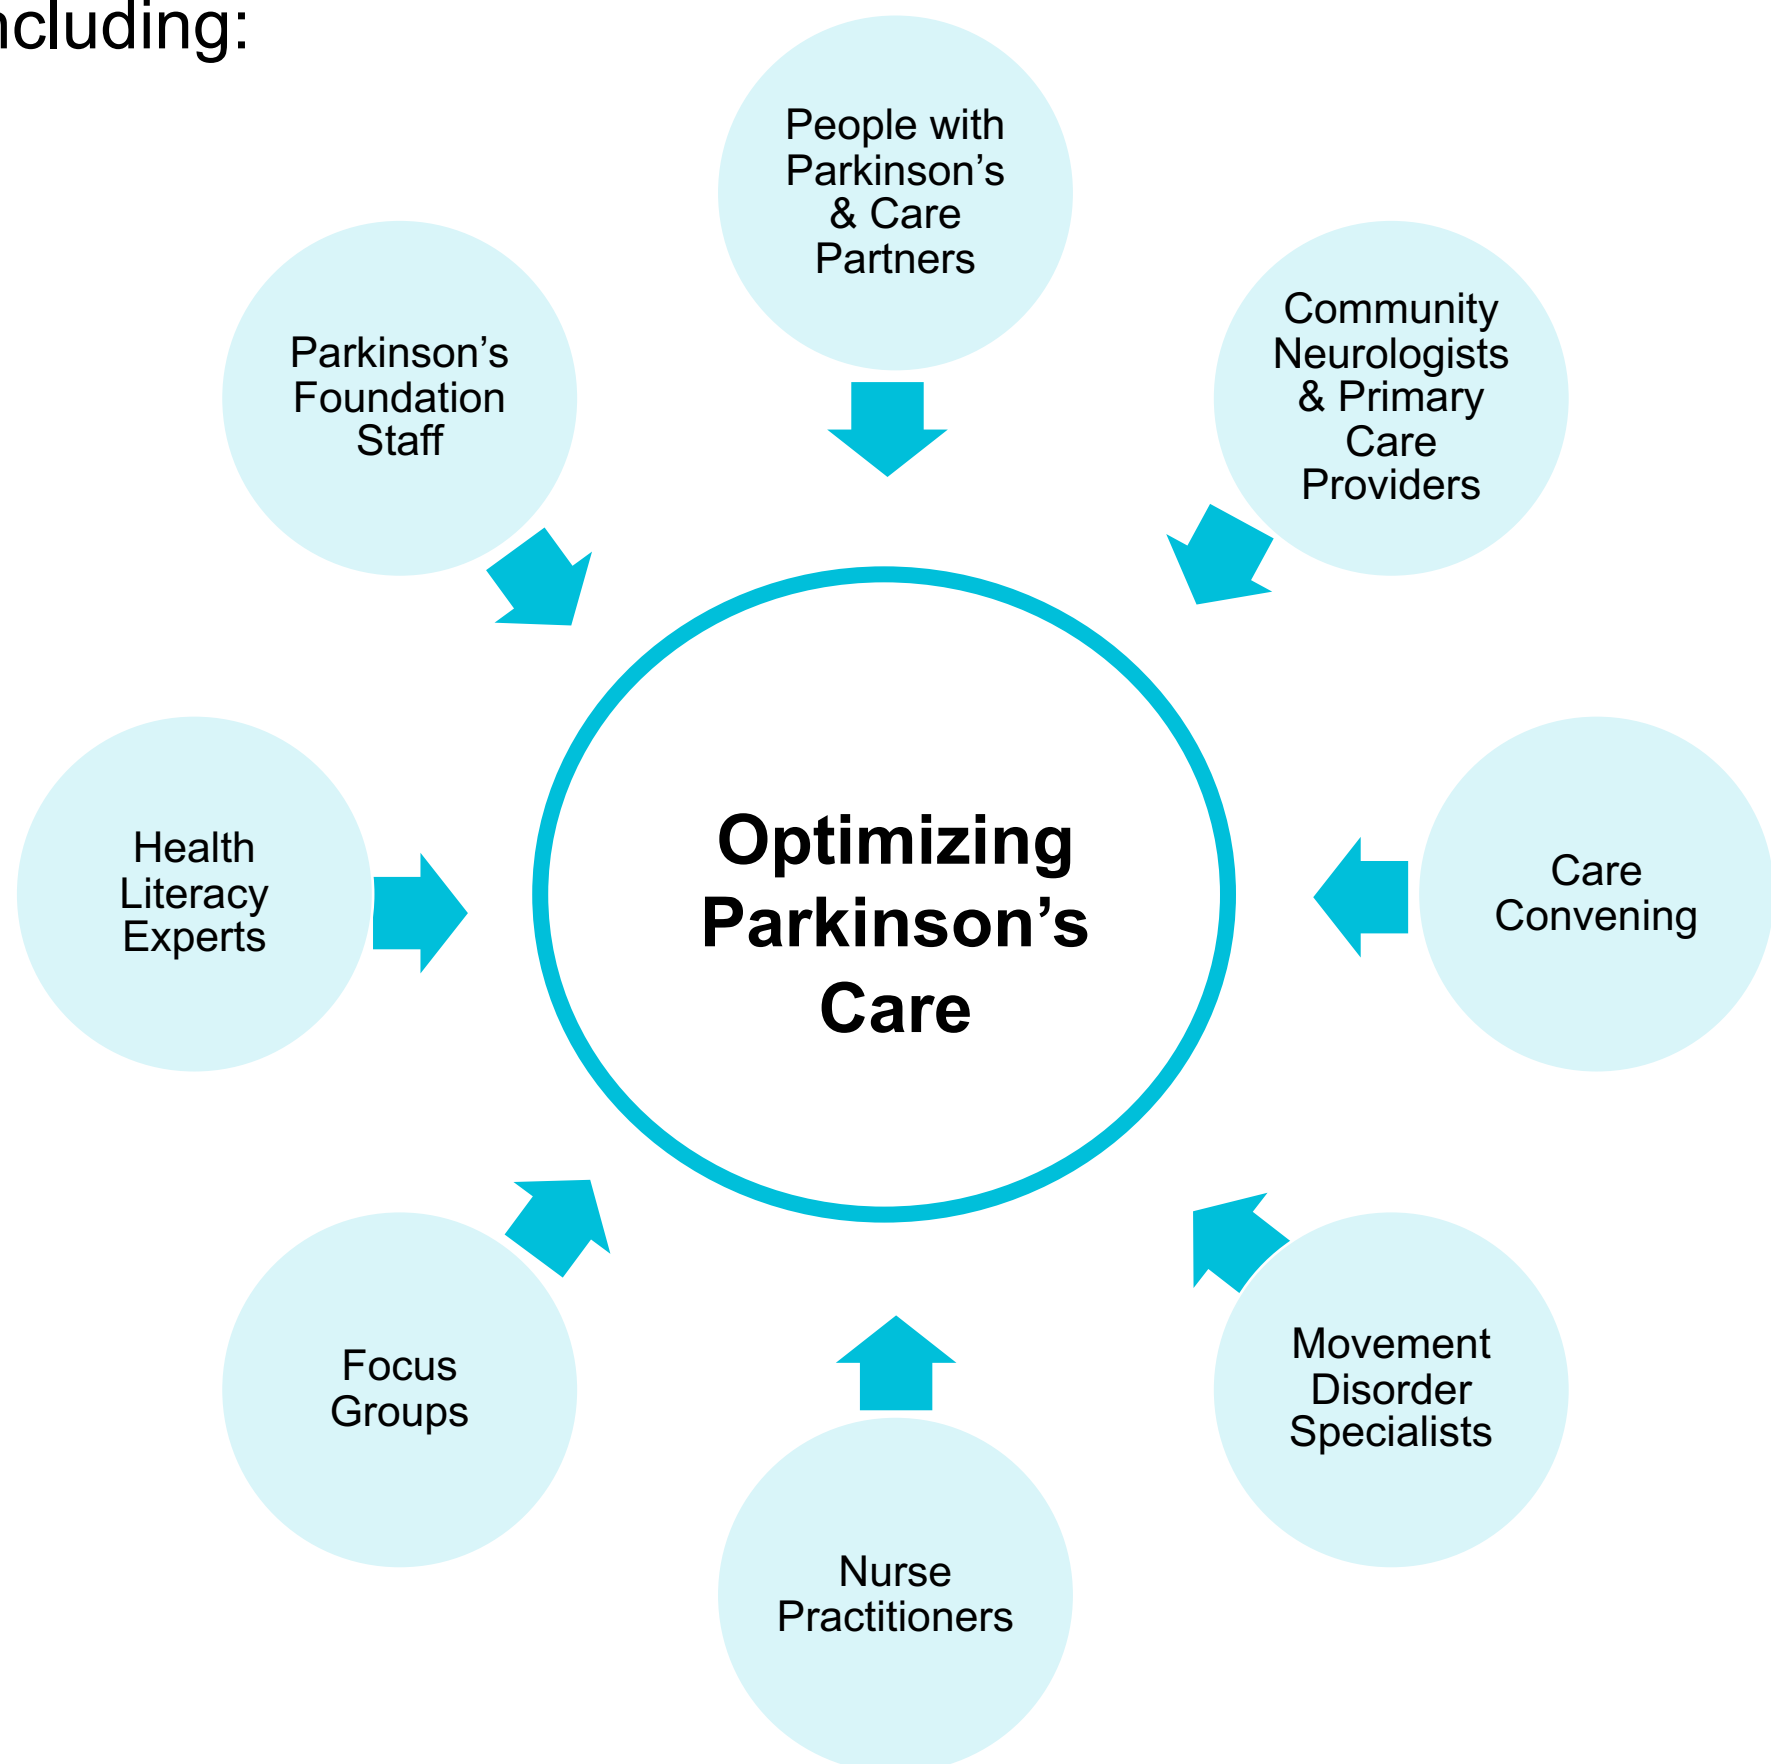 ncluding:
People with
Parkinson’s
& Care
Partners
Community
Neurologists
& Primary
Care
Providers
Care
Convening
Movement
Disorder
Specialists
Nurse
Practitioners
Focus
Groups
Health
Literacy
Experts
Parkinson’s
Foundation
Staff
Optimizing
Parkinson’s
Care